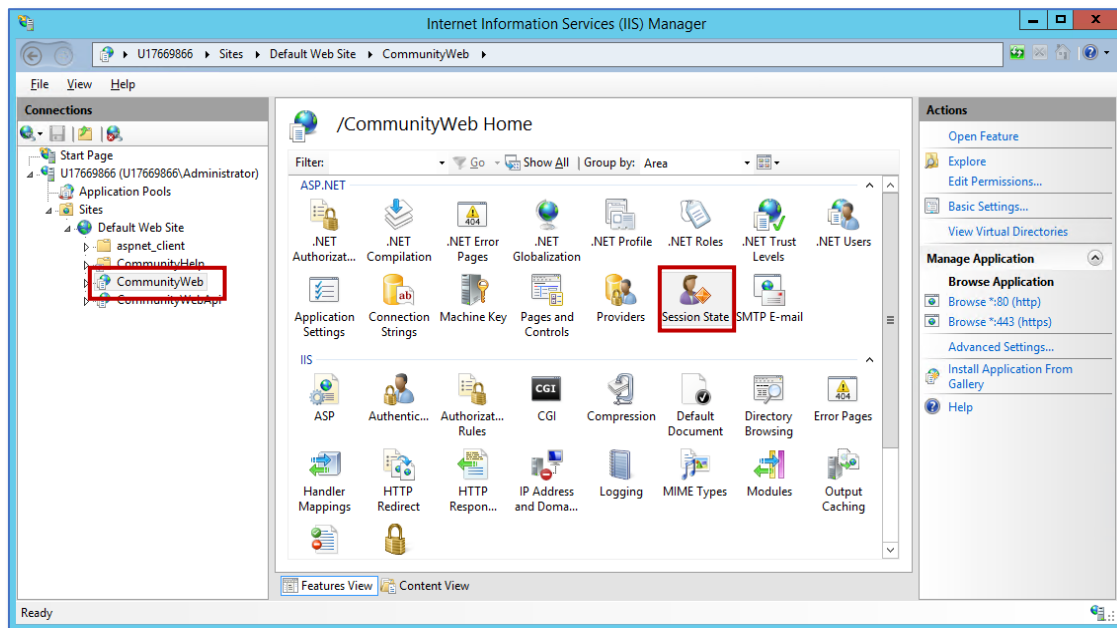 Internet Information Services (IIS) Manager
U17669866 Sites Default Web Site CommunityWeb
File View Help
Connections
Start Page
U17669866 (U17669866\Administrator)
Application Pools
Sites
Default Web Site
aspnet_client
CommunityHelp
CommunityWeb
CommunityWebApi
/CommunityWeb Home
Filter: Go Show All Group by: Area
ASP.NET
.NET Authorizat...
.NET Compilation
.NET Error Pages
.NET Globalization
.NET Profile
.NET Roles
.NET Trust Levels
.NET Users
Application Settings
Connection Strings
Machine Key
Pages and Controls
Providers
Session State
SMTP E-mail
IIS
ASP
Authentic...
Authorizat... Rules
CGI
Compression
Default Document
Directory Browsing
Error Pages
Handler Mappings
HTTP Redirect
HTTP Respon...
IP Address and Doma...
Logging
MIME Types
Modules
Output Caching
Features View Content View
Actions
Open Feature
Explore
Edit Permissions...
Basic Settings...
View Virtual Directories
Manage Application
Browse Application
Browse *:80 (http)
Browse *:443 (https)
Advanced Settings...
Install Application From
Gallery
Help
Ready